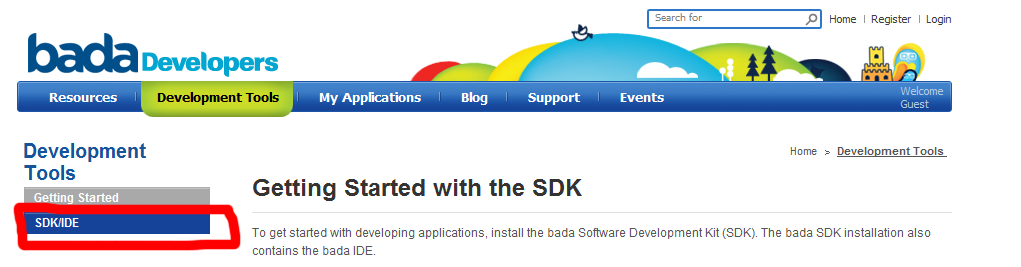 Search for
Home | Register | Login
bada Developers
Resources | Development Tools | My Applications | Blog | Support | Events
Welcome
Guest
Development
Tools
Home > Development Tools
Getting Started
SDK/IDE
Getting Started with the SDK
To get started with developing applications, install the bada Software Development Kit (SDK). The bada SDK installation also
contains the bada IDE.